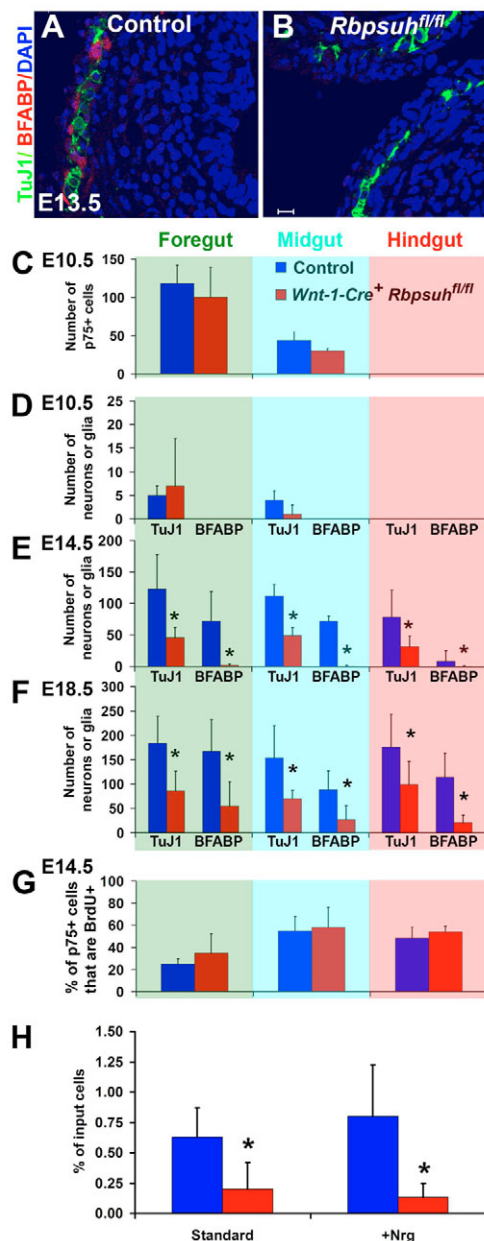 A Control
B Rbpsuhfl/fl
TuJ1/ BFABP/DAPI
E13.5
Foregut Midgut Hindgut
C E10.5
Number of p75+ cells
150
100
50
0
Control
Wnt-1-Cre+ Rbpsuhfl/fl
D E10.5
Number of neurons or glia
25
20
15
10
5
0
TuJ1 BFABP TuJ1 BFABP TuJ1 BFABP
E E14.5
Number of neurons or glia
200
150
100
50
0
* * * * * *
TuJ1 BFABP TuJ1 BFABP TuJ1 BFABP
F E18.5
Number of neurons or glia
300
250
200
150
100
50
0
* * * * * *
TuJ1 BFABP TuJ1 BFABP TuJ1 BFABP
G E14.5
% of p75+ cells that are BrdU+
100
80
60
40
20
0
H
% of input cells
1.50
1.25
1.00
0.75
0.50
0.25
0.00
* *
Standard +Nrg